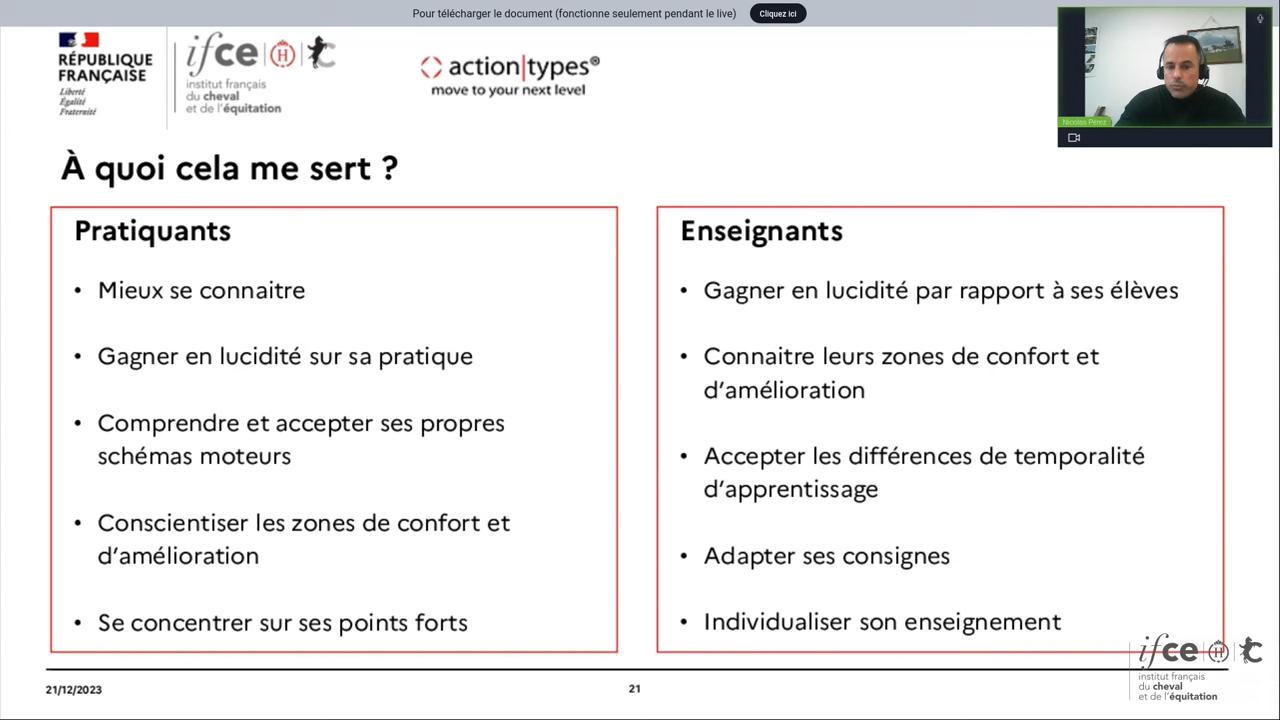 Pour télécharger le document (fonctionne seulement pendant le live)
Cliquez ici
RÉPUBLIQUE
FRANÇAISE
Liberté
Égalité
Fraternité
ifce
institut français
du cheval
et de l'équitation
action|types®
move to your next level
Nicolas Perez
À quoi cela me sert ?
Pratiquants
• Mieux se connaitre
• Gagner en lucidité sur sa pratique
• Comprendre et accepter ses propres
schémas moteurs
• Conscientiser les zones de confort et
d'amélioration
• Se concentrer sur ses points forts
Enseignants
• Gagner en lucidité par rapport à ses élèves
• Connaitre leurs zones de confort et
d'amélioration
• Accepter les différences de temporalité
d'apprentissage
• Adapter ses consignes
• Individualiser son enseignement
21/12/2023
21
ifce
institut français
du cheval
et de l'équitation